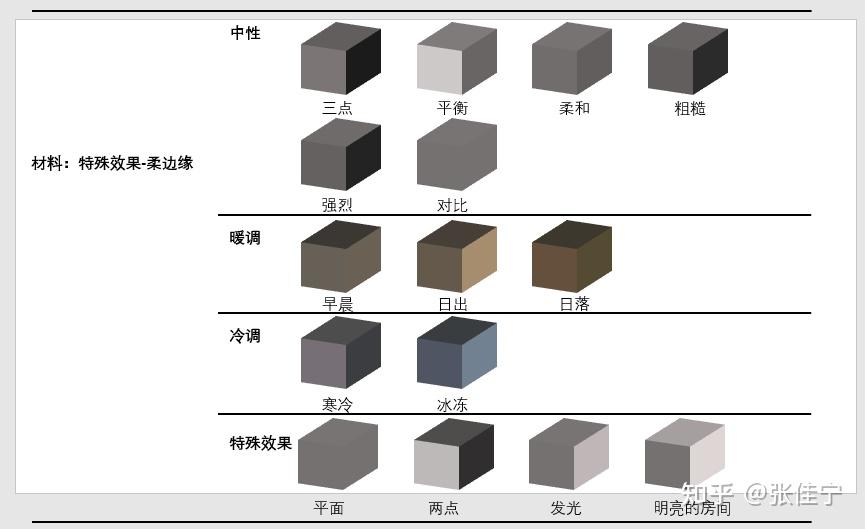 中性
三点 平衡 柔和 粗糙
材料：特殊效果-柔边缘
强烈 对比
暖调
早晨 日出 日落
冷调
寒冷 冰冻
特殊效果
平面 两点 发光 明亮的房间
知乎 @张佳宁